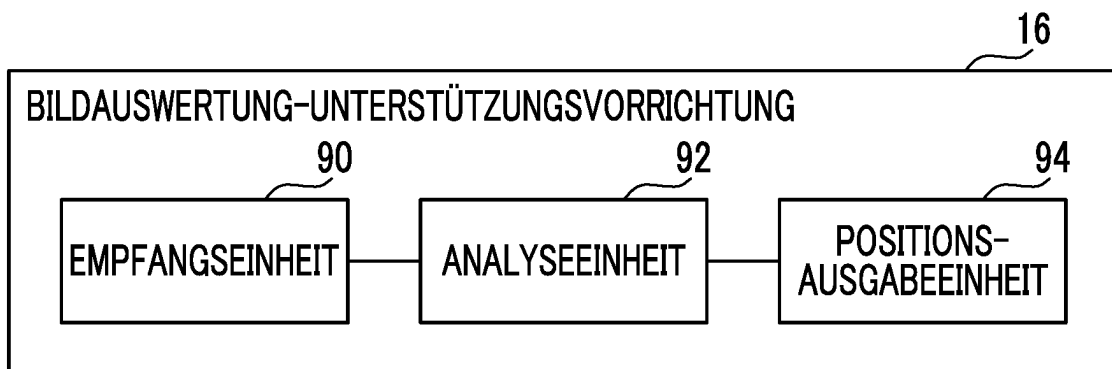 16
BILDAUSWERTUNG-UNTERSTÜTZUNGSVORRICHTUNG
90
92
94
EMPFANGSEINHEIT
ANALYSEEINHEIT
POSITIONS-
AUSGABEEINHEIT